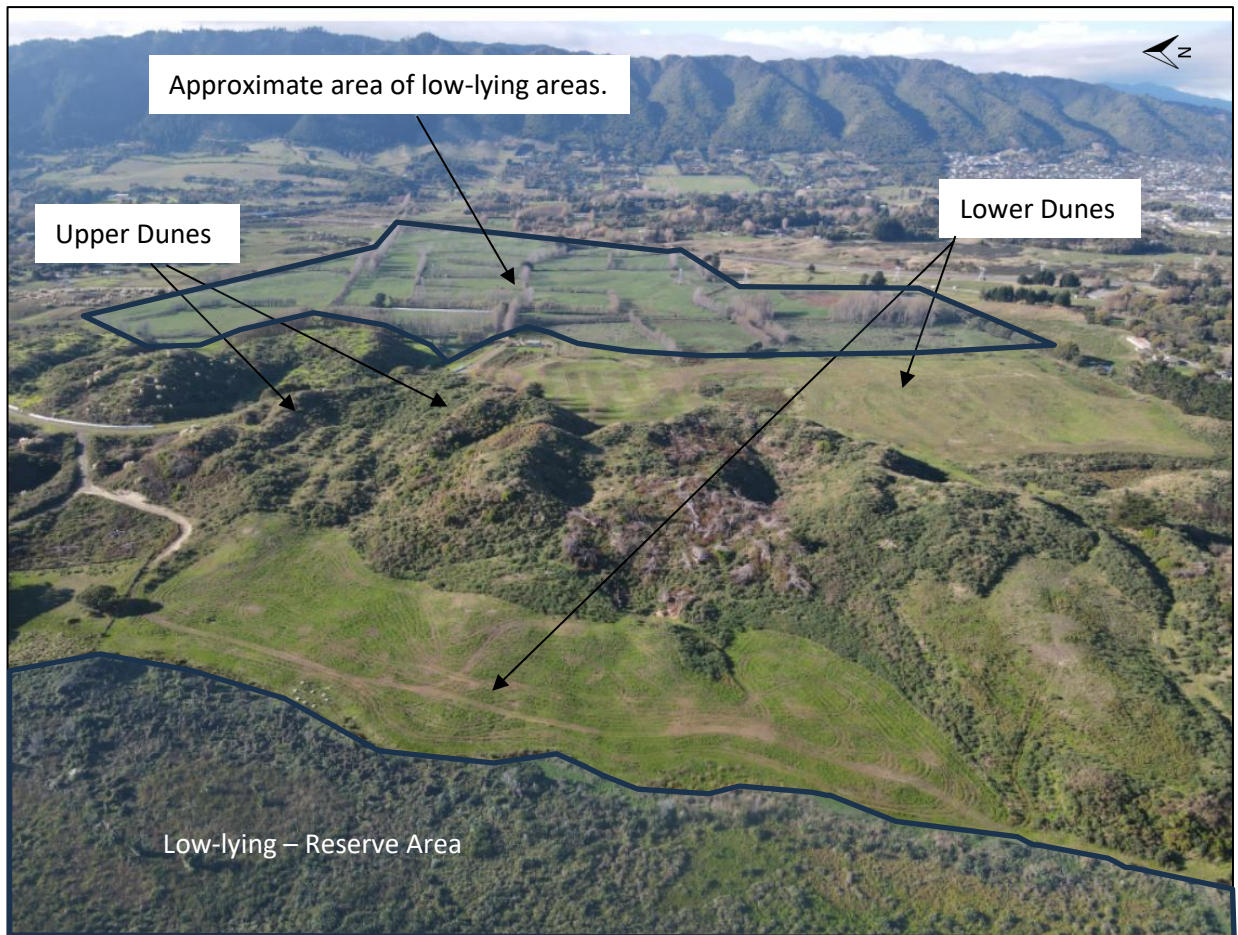 N
Approximate area of low-lying areas.
Upper Dunes
Lower Dunes
Low-lying – Reserve Area